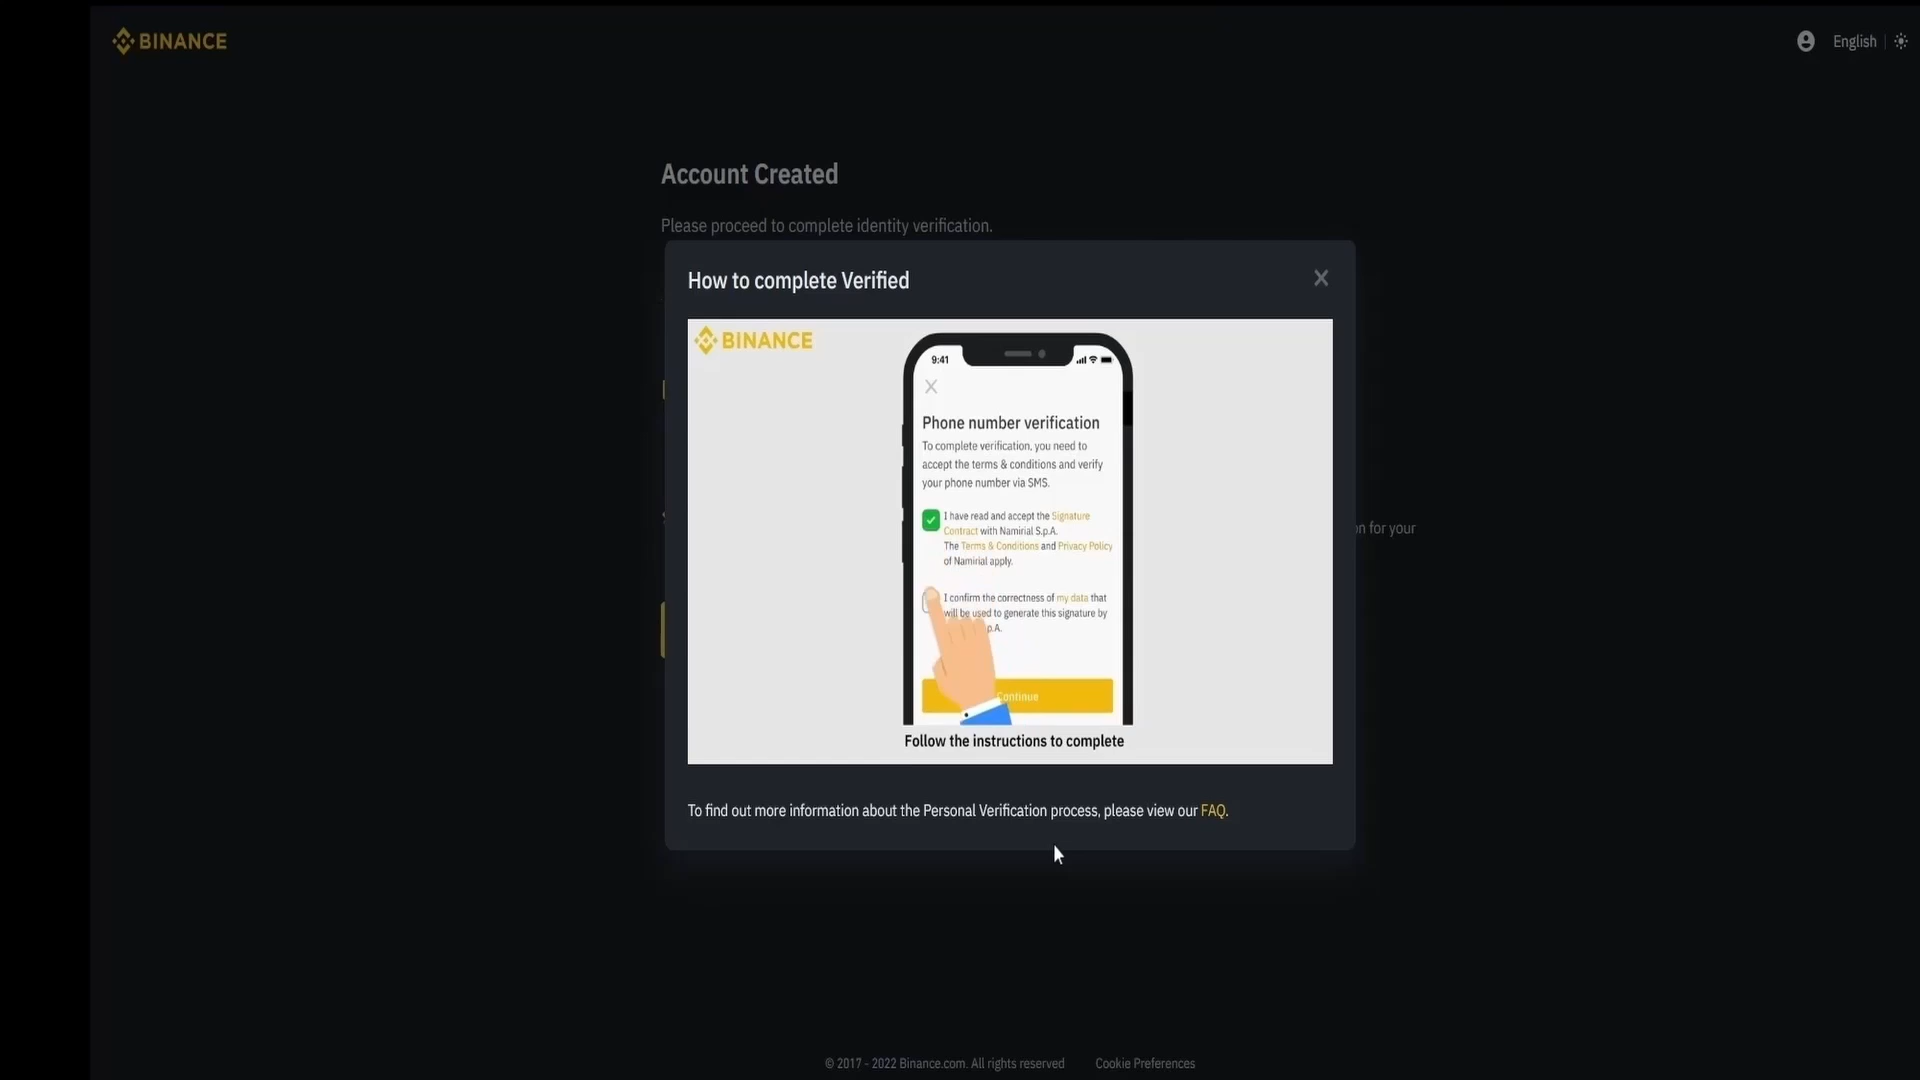 BINANCE
English
Account Created
Please proceed to complete identity verification.
How to complete Verified
BINANCE
9:41
Phone number verification
To complete verification, you need to
accept the terms & conditions and verify
your phone number via SMS.
I have read and accept the Signature
Contract with Namirial S.p.A.
The Terms & Conditions and Privacy Policy
of Namirial apply.
I confirm the correctness of my data that
will be used to generate this signature by
p.A.
Continue
Follow the instructions to complete
for your
To find out more information about the Personal Verification process, please view our FAQ.
© 2017 - 2022 Binance.com. All rights reserved
Cookie Preferences